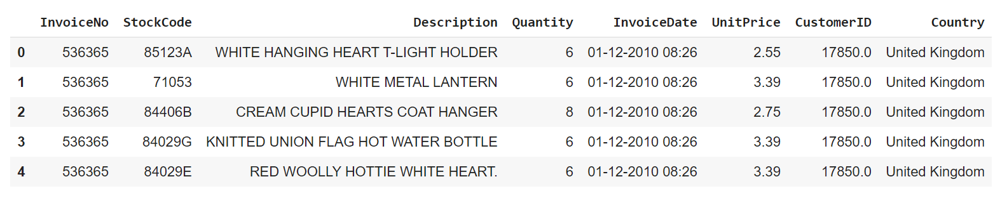 InvoiceNo StockCode Description Quantity InvoiceDate UnitPrice CustomerID Country
0 536365 85123A WHITE HANGING HEART T-LIGHT HOLDER 6 01-12-2010 08:26 2.55 17850.0 United Kingdom
1 536365 71053 WHITE METAL LANTERN 6 01-12-2010 08:26 3.39 17850.0 United Kingdom
2 536365 84406B CREAM CUPID HEARTS COAT HANGER 8 01-12-2010 08:26 2.75 17850.0 United Kingdom
3 536365 84029G KNITTED UNION FLAG HOT WATER BOTTLE 6 01-12-2010 08:26 3.39 17850.0 United Kingdom
4 536365 84029E RED WOOLLY HOTTIE WHITE HEART. 6 01-12-2010 08:26 3.39 17850.0 United Kingdom